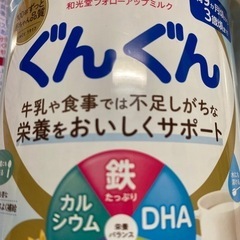 和光堂フォローアップミルク
3歳頃
ぐんぐん
牛乳や食事では不足しがちな
栄養をおいしくサポート
鉄
たっぷり
カル
シウム
DHA
栄養
バランス